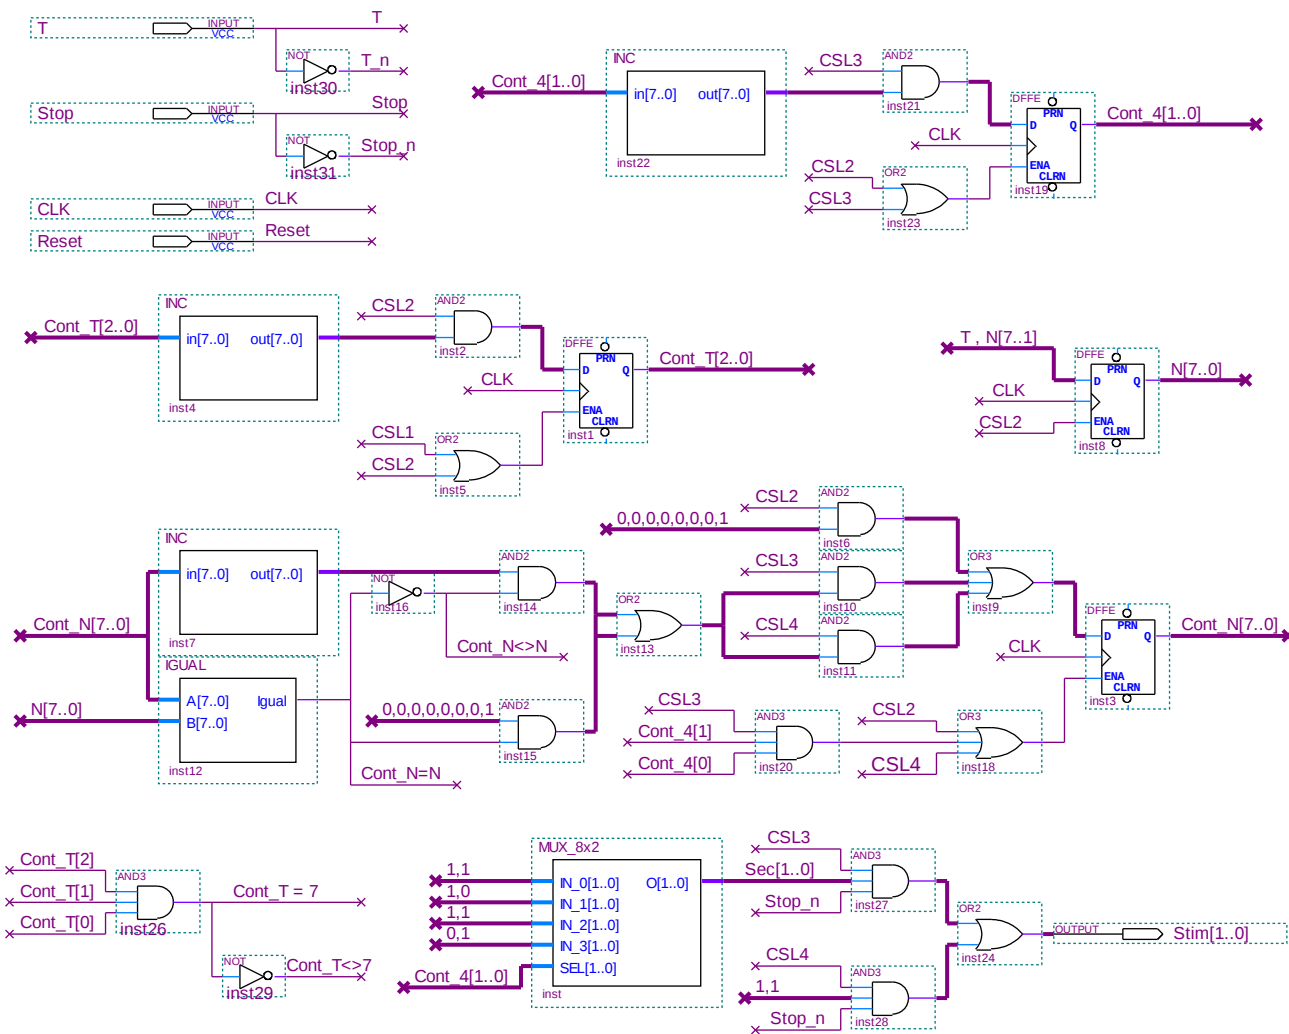 T
INPUT
VCC
T
NOT
T_n
inst30
Stop
INPUT
VCC
Stop
NOT
Stop_n
inst31
CLK
INPUT
VCC
CLK
Reset
INPUT
VCC
Reset
Cont_4[1..0]
INC
in[7..0]
out[7..0]
inst22
CSL3
AND2
inst21
CLK
CSL2
CSL3
OR2
inst23
DFFE
PRN
D
Q
ENA
CLRN
inst19
Cont_4[1..0]
Cont_T[2..0]
INC
in[7..0]
out[7..0]
inst4
CSL2
AND2
inst2
CLK
CSL1
CSL2
OR2
inst5
DFFE
PRN
D
Q
ENA
CLRN
inst1
Cont_T[2..0]
T , N[7..1]
CLK
CSL2
DFFE
PRN
D
Q
ENA
CLRN
inst8
N[7..0]
Cont_N[7..0]
N[7..0]
INC
in[7..0]
out[7..0]
inst7
IGUAL
A[7..0]
Igual
B[7..0]
inst12
NOT
inst16
AND2
inst14
Cont_N<>N
0,0,0,0,0,0,0,1
AND2
inst15
Cont_N=N
OR2
inst13
CSL2
0,0,0,0,0,0,0,1
AND2
inst6
CSL3
AND2
inst10
CSL4
AND2
inst11
OR3
inst9
CLK
CSL3
Cont_4[1]
Cont_4[0]
AND3
inst20
CSL2
CSL4
OR3
inst18
DFFE
PRN
D
Q
ENA
CLRN
inst3
Cont_N[7..0]
Cont_T[2]
Cont_T[1]
Cont_T[0]
AND3
inst26
Cont_T = 7
NOT
inst29
Cont_T<>7
1,1
1,0
1,1
0,1
Cont_4[1..0]
MUX_8x2
IN_0[1..0]
O[1..0]
IN_1[1..0]
IN_2[1..0]
IN_3[1..0]
SEL[1..0]
inst
CSL3
Sec[1..0]
Stop_n
AND3
inst27
CSL4
1,1
Stop_n
AND3
inst28
OR2
inst24
OUTPUT
Stim[1..0]